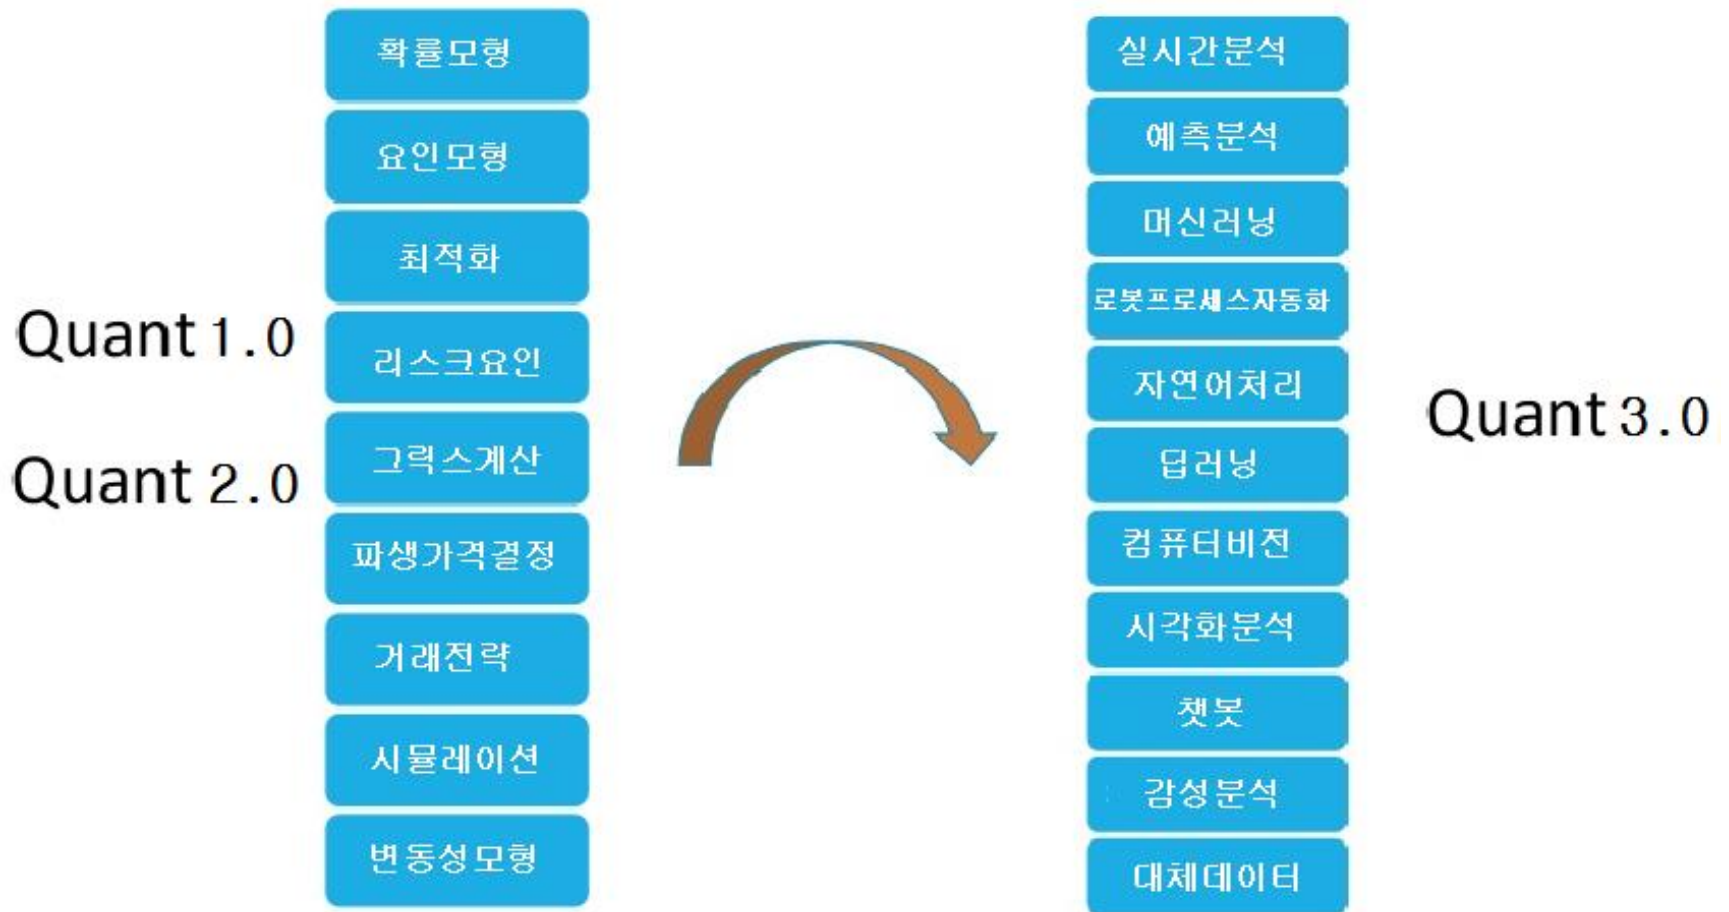 Quant 1.0
Quant 2.0
확률모형
요인모형
최적화
리스크요인
그릭스계산
파생가격결정
거래전략
시뮬레이션
변동성모형
실시간분석
예측분석
머신러닝
로봇프로세스자동화
자연어처리
딥러닝
컴퓨터비전
시각화분석
챗봇
감성분석
대체데이터
Quant 3.0